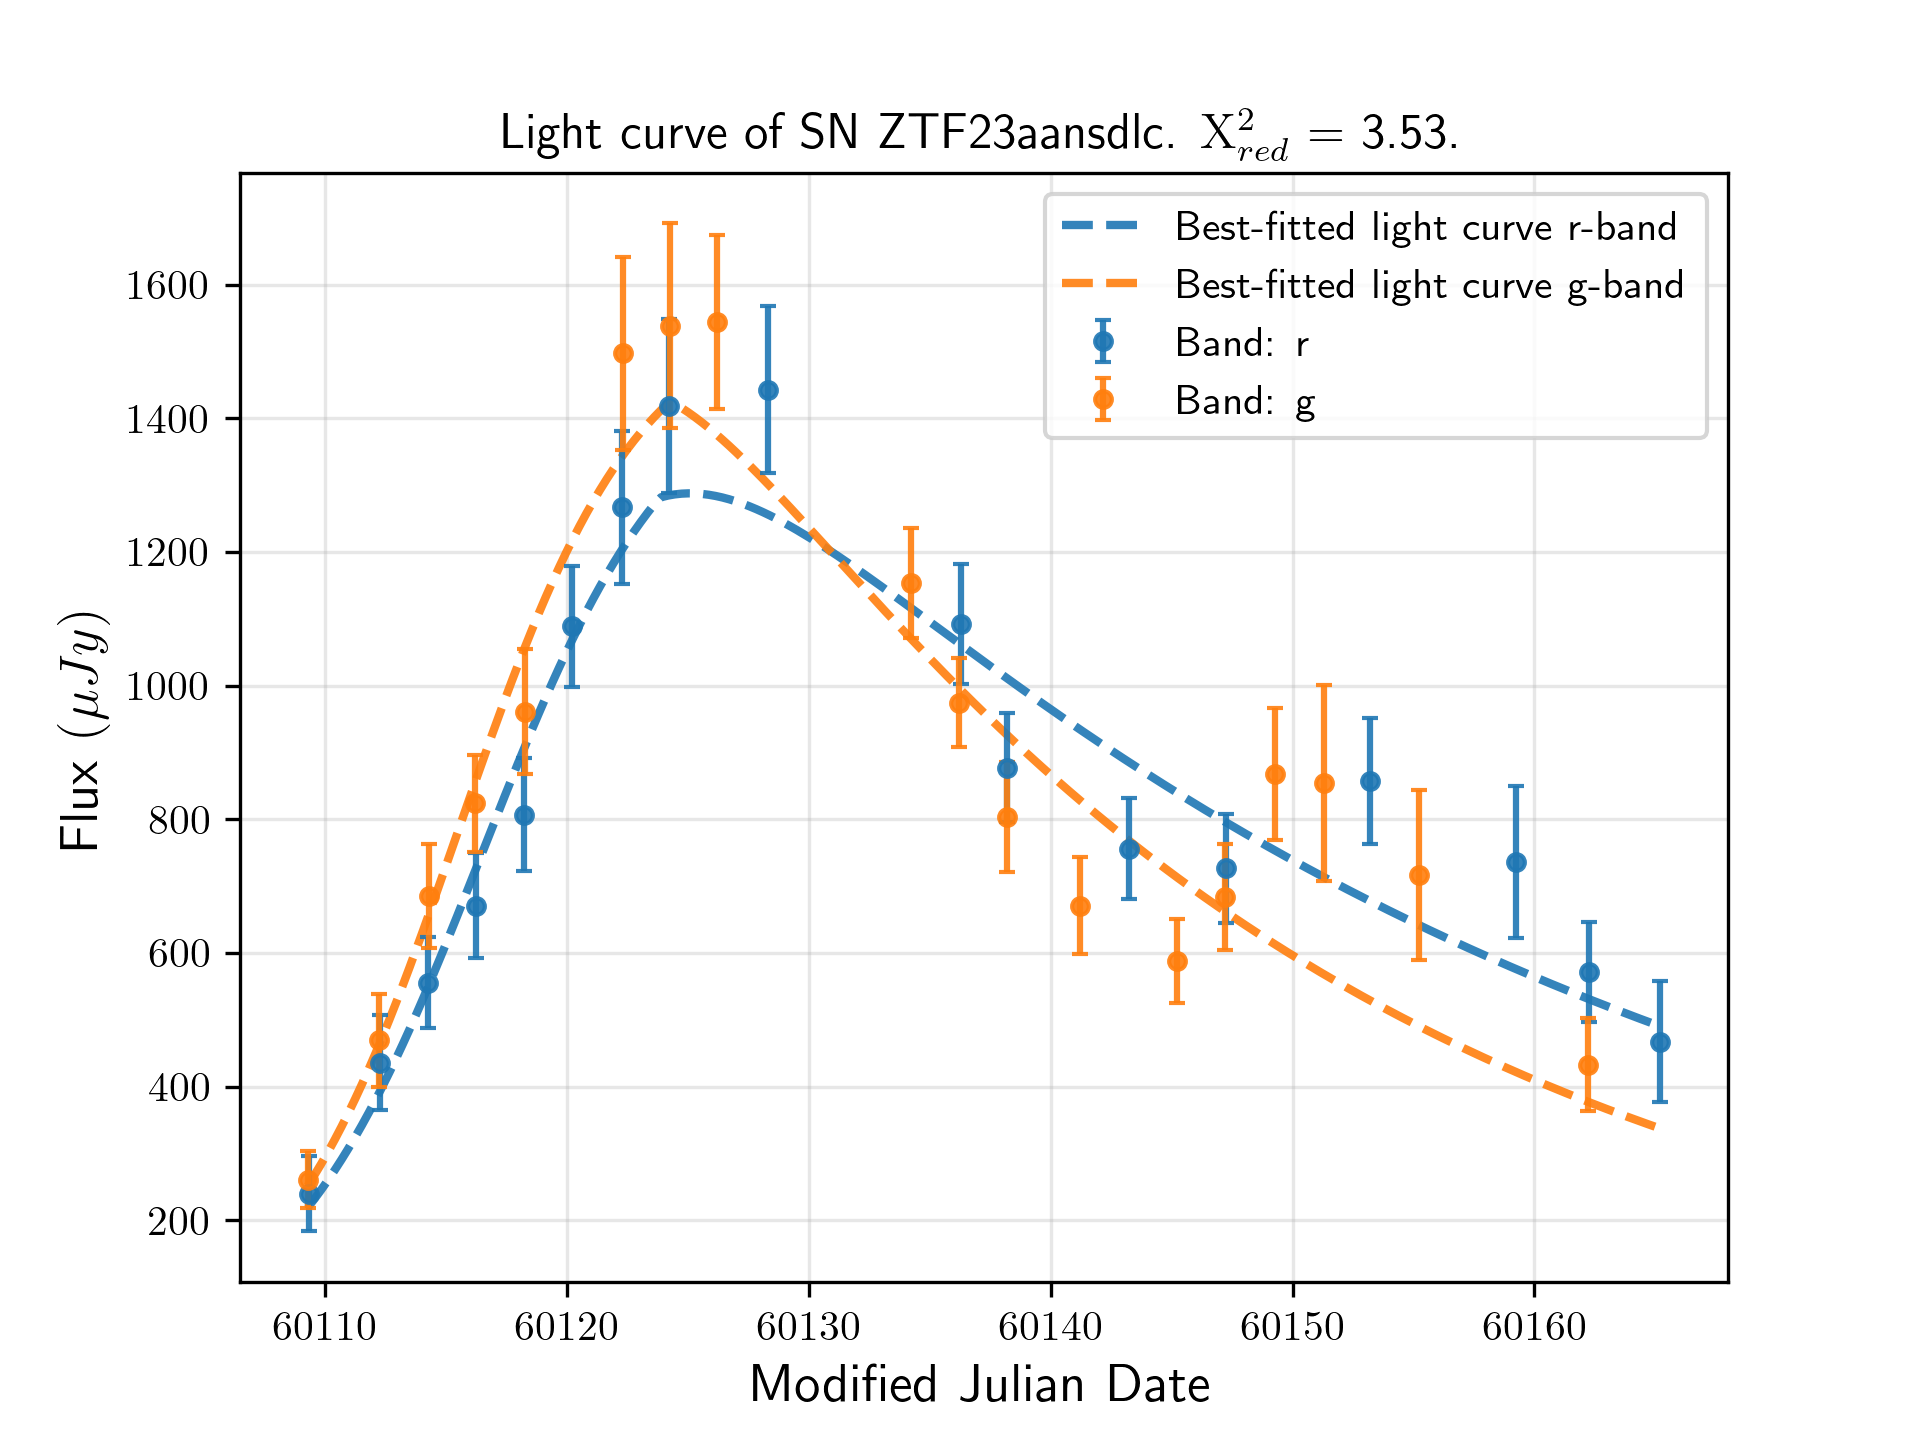 Light curve of SN ZTF23aansdlc. X²red = 3.53.
Best-fitted light curve r-band
Best-fitted light curve g-band
Band: r
Band: g
Flux (μJy)
1600
1400
1200
1000
800
600
400
200
60110 60120 60130 60140 60150 60160
Modified Julian Date